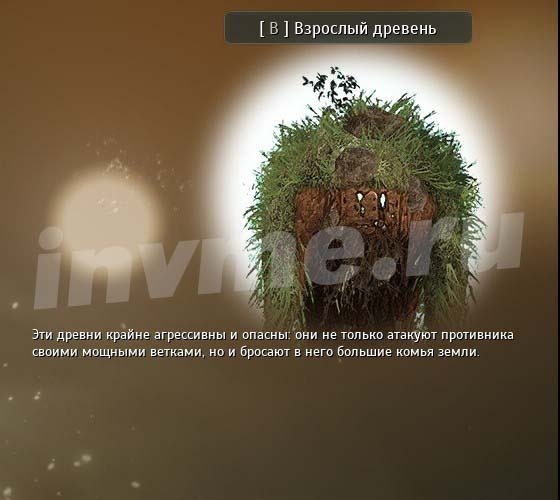 [ B ] Взрослый древень
invme.ru
Эти древни крайне агрессивны и опасны: они не только атакуют противника
своими мощными ветками, но и бросают в него большие комья земли.